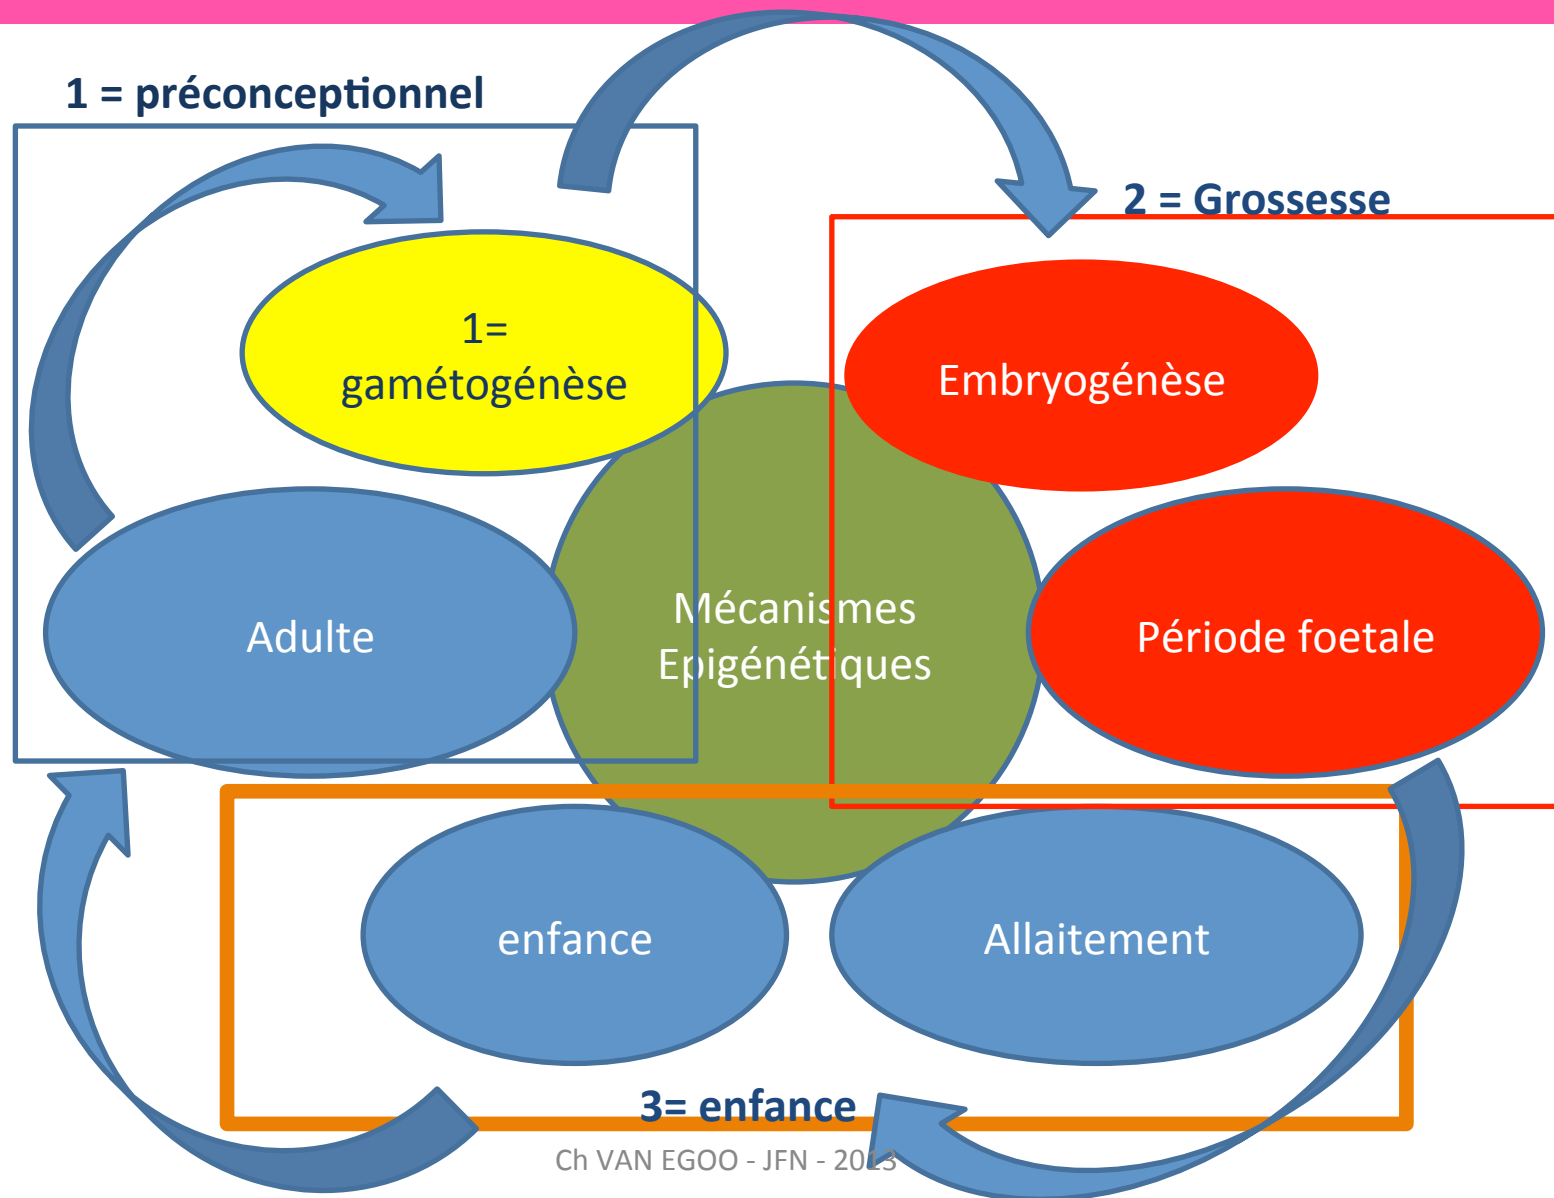 1 = préconceptionnel
2 = Grossesse
1=
gamétogénèse
Embryogénèse
Mécanismes
Epigénétiques
Adulte
Période foetale
enfance
Allaitement
3= enfance
Ch VAN EGOO - JFN - 2013